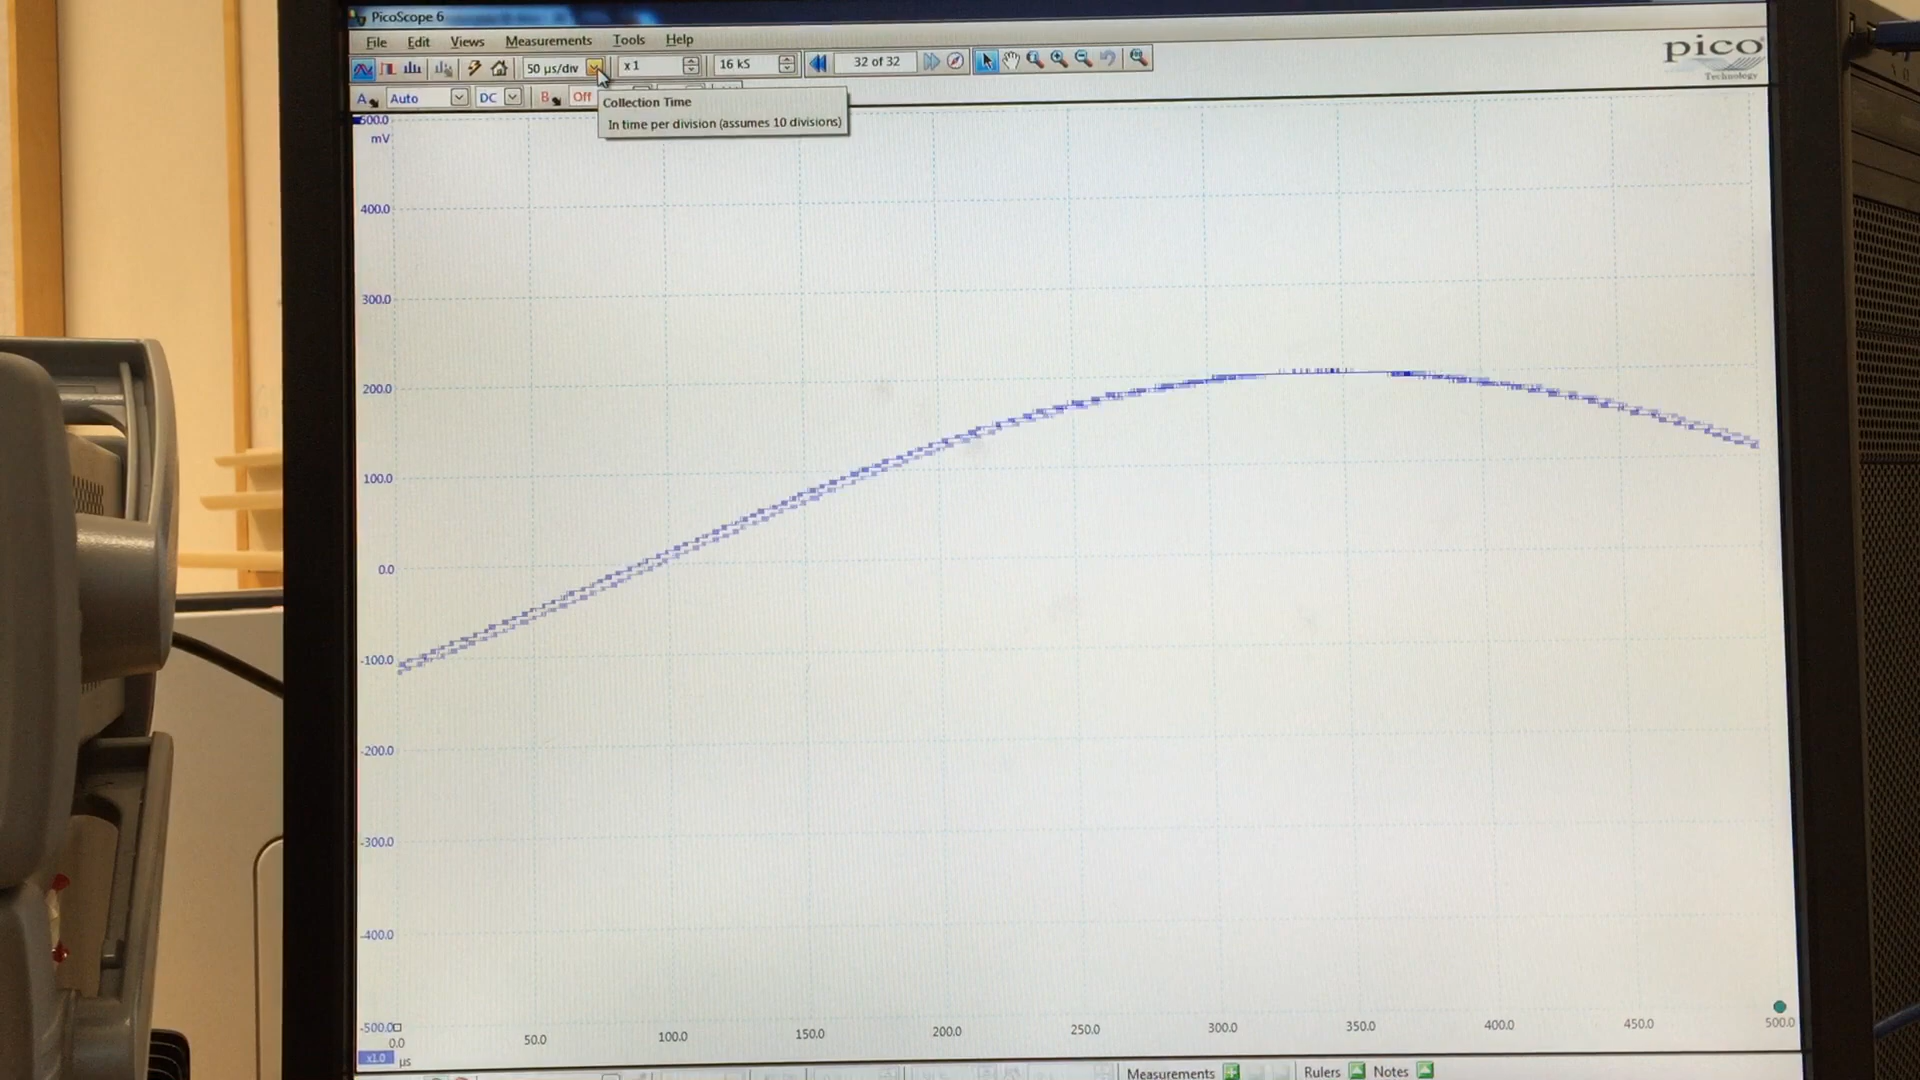 PicoScope 6
File Edit Views Measurements Tools Help
50 µs/div x 1 16 kS 32 of 32
pico
Technology
A Auto DC B Off
Collection Time
In time per division (assumes 10 divisions)
500.0
mV
400.0
300.0
200.0
100.0
0.0
-100.0
-200.0
-300.0
-400.0
-500.0
0.0 50.0 100.0 150.0 200.0 250.0 300.0 350.0 400.0 450.0 500.0
x1.0 µs
Measurements Rulers Notes